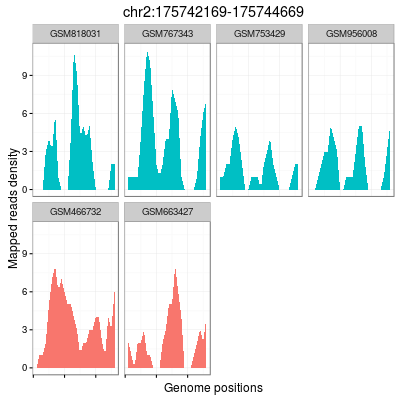 chr2:175742169-175744669
GSM818031 GSM767343 GSM753429 GSM956008
9
6
3
0
GSM466732 GSM663427
9
6
3
0
Mapped reads density
Genome positions